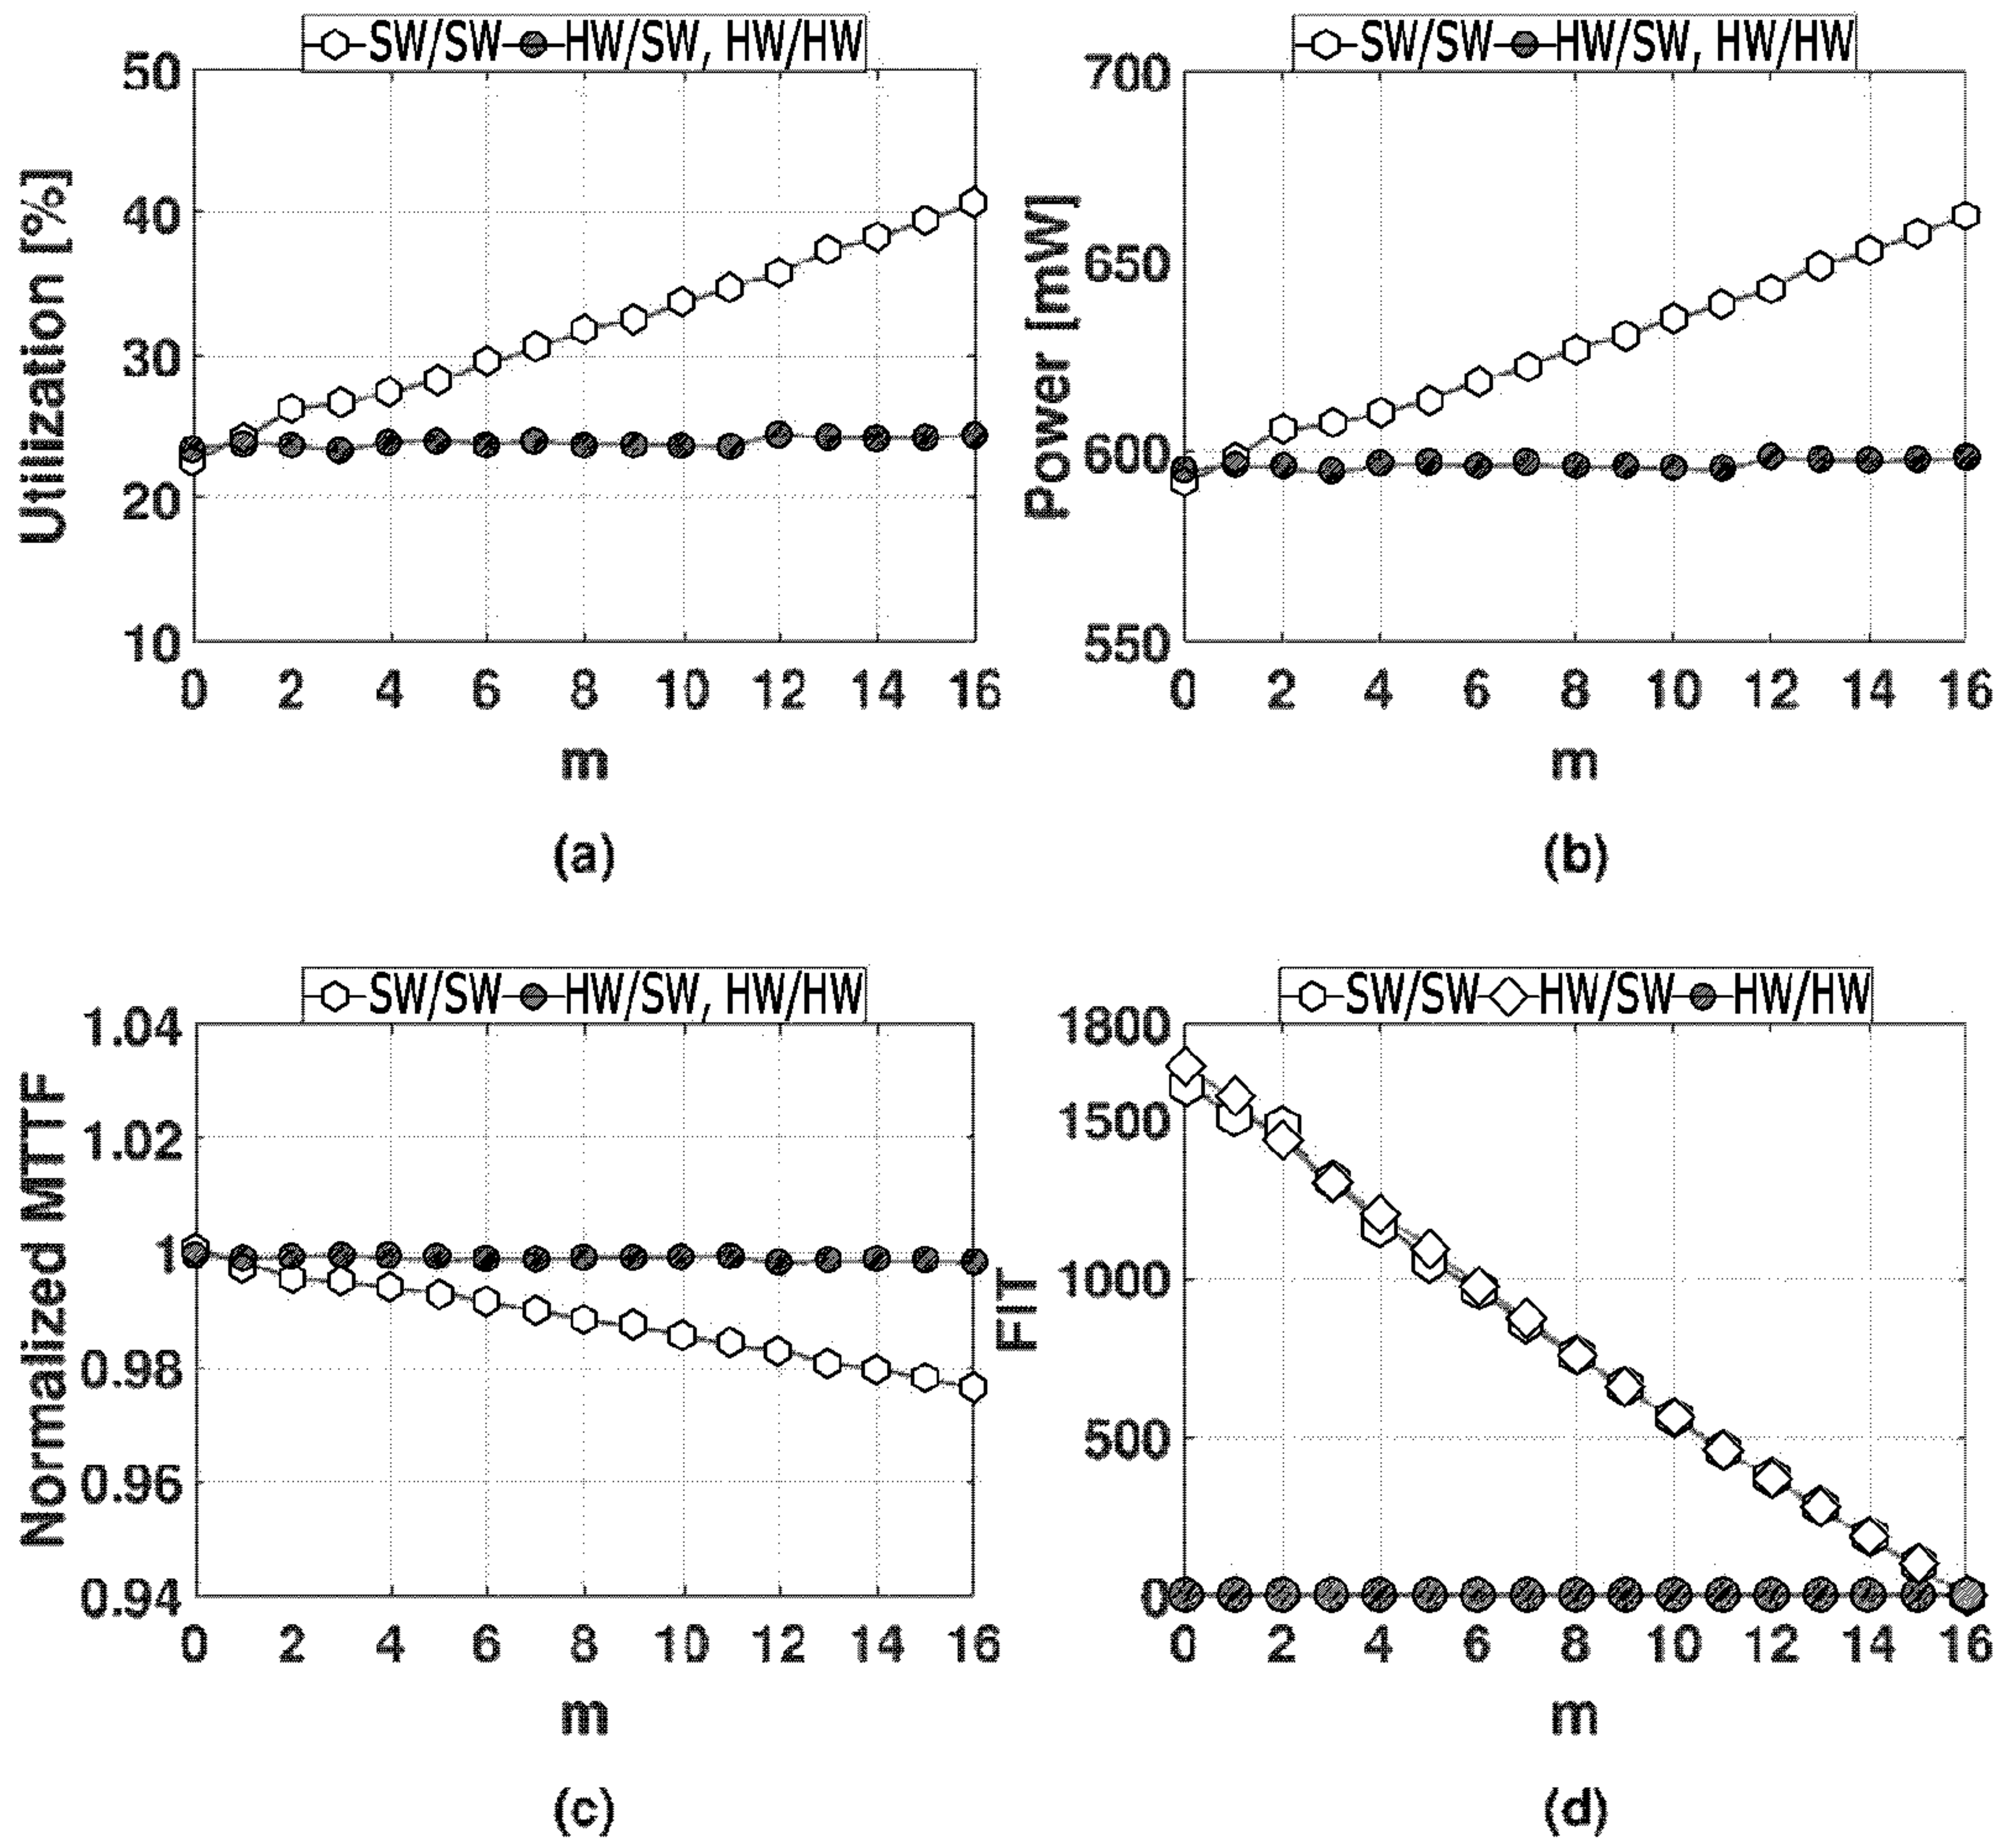 SW/SW HW/SW, HW/HW
50
40
30
20
10
Utilization [%]
0 2 4 6 8 10 12 14 16
m
(a)
SW/SW HW/SW, HW/HW
700
650
600
550
Power [mW]
0 2 4 6 8 10 12 14 16
m
(b)
SW/SW HW/SW, HW/HW
1.04
1.02
1
0.98
0.96
0.94
Normalized MTTF
0 2 4 6 8 10 12 14 16
m
(c)
SW/SW HW/SW HW/HW
1800
1500
1000
500
0
FIT
0 2 4 6 8 10 12 14 16
m
(d)